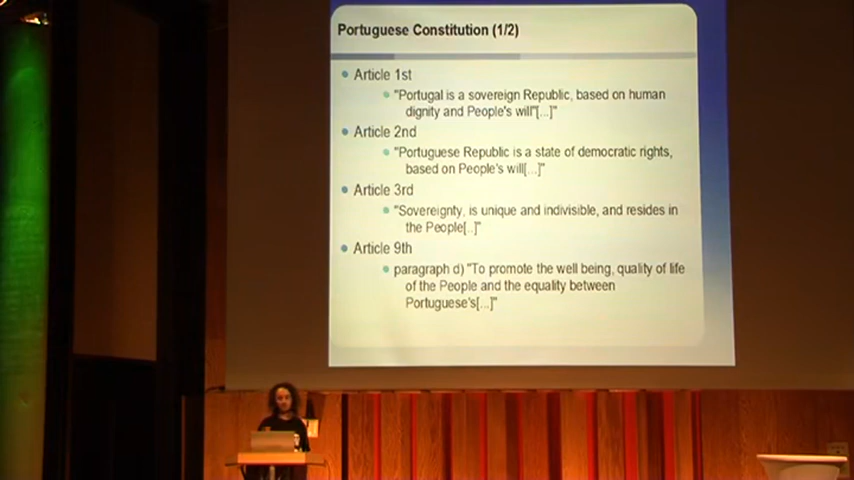 Portuguese Constitution (1/2)
Article 1st
"Portugal is a sovereign Republic, based on human
dignity and People's will"[...]"
Article 2nd
"Portuguese Republic is a state of democratic rights,
based on People's will[...]"
Article 3rd
"Sovereignty, is unique and indivisible, and resides in
the People[..]"
Article 9th
paragraph d) "To promote the well being, quality of life
of the People and the equality between
Portuguese's[...]"